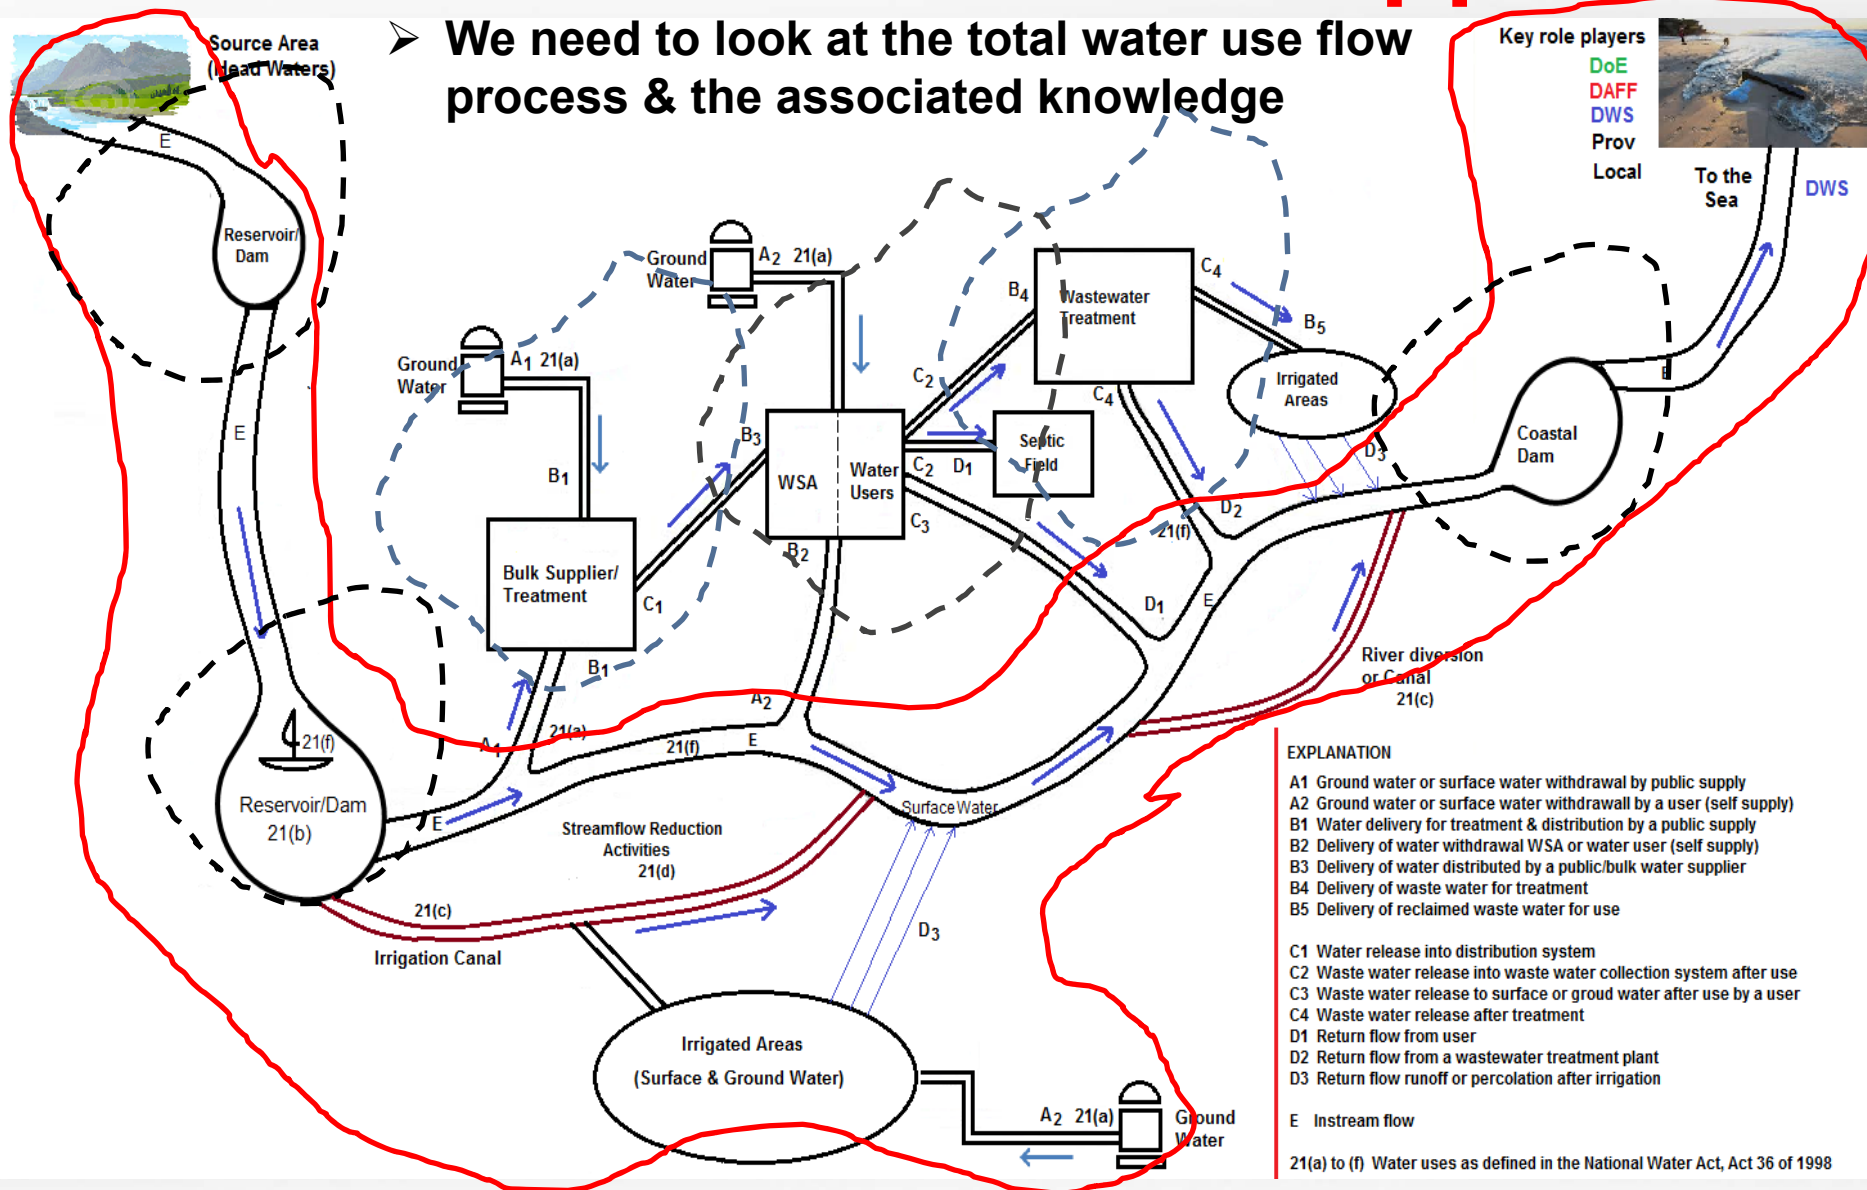 ➢ We need to look at the total water use flow
process & the associated knowledge
Source Area
(Head Waters)
Key role players
DoE
DAFF
DWS
Prov
Local
To the
Sea
DWS
E
Reservoir/
Dam
Ground
Water
A2 21(a)
Ground
Water
A1 21(a)
B1
B3
WSA
Water
Users
B2
C2
C2
D1
C3
Septic
Field
B4
Wastewater
Treatment
C4
B5
C4
Irrigated
Areas
D3
D2
21(f)
D1
E
Coastal
Dam
E
E
Bulk Supplier/
Treatment
C1
B1
A2
A1
21(a)
21(f)
E
21(f)
Reservoir/Dam
21(b)
E
Surface Water
River diversion
or Canal
21(c)
Streamflow Reduction
Activities
21(d)
21(c)
Irrigation Canal
D3
Irrigated Areas
(Surface & Ground Water)
A2 21(a)
Ground
Water
EXPLANATION
A1 Ground water or surface water withdrawal by public supply
A2 Ground water or surface water withdrawall by a user (self supply)
B1 Water delivery for treatment & distribution by a public supply
B2 Delivery of water withdrawal WSA or water user (self supply)
B3 Delivery of water distributed by a public/bulk water supplier
B4 Delivery of waste water for treatment
B5 Delivery of reclaimed waste water for use
C1 Water release into distribution system
C2 Waste water release into waste water collection system after use
C3 Waste water release to surface or groud water after use by a user
C4 Waste water release after treatment
D1 Return flow from user
D2 Return flow from a wastewater treatment plant
D3 Return flow runoff or percolation after irrigation
E Instream flow
21(a) to (f) Water uses as defined in the National Water Act, Act 36 of 1998